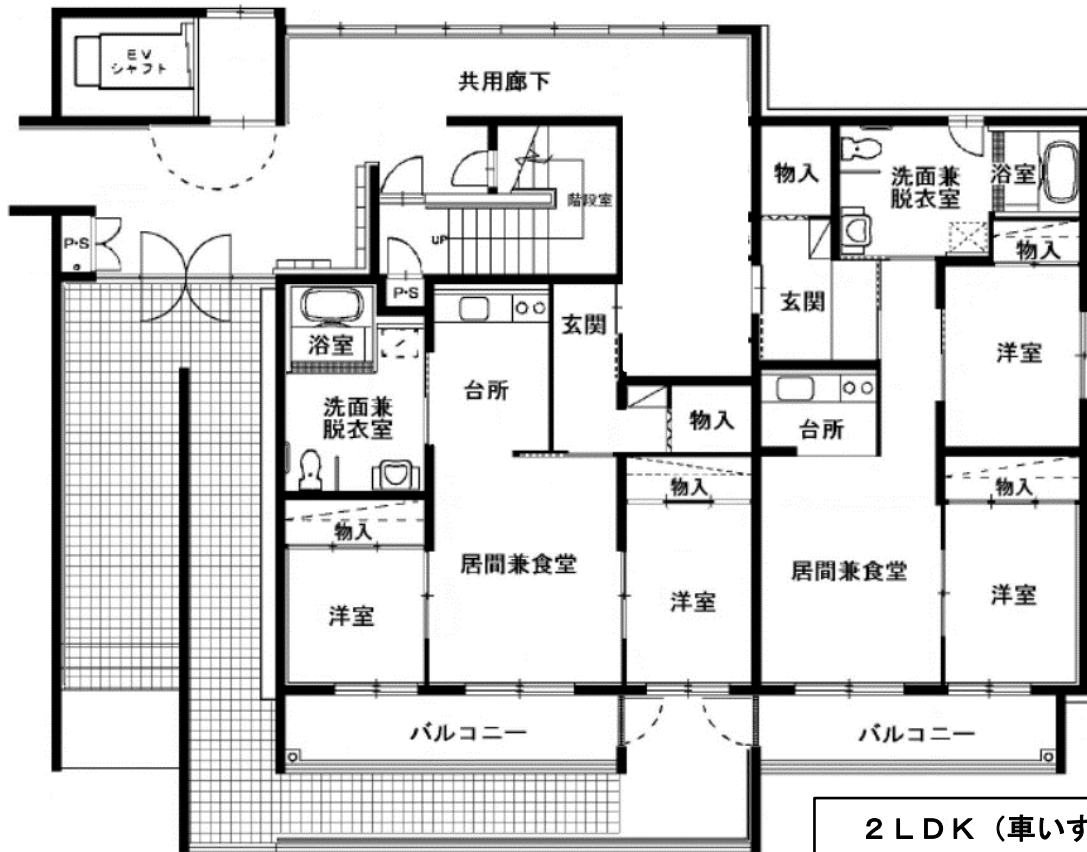 EV
シャフト
共用廊下
物入
洗面兼
脱衣室
浴室
階段室
P・S
UP
物入
P・S
玄関
玄関
洋室
浴室
台所
洗面兼
脱衣室
物入
台所
物入
物入
物入
居間兼食堂
居間兼食堂
洋室
洋室
洋室
バルコニー
バルコニー
2LDK(車いす